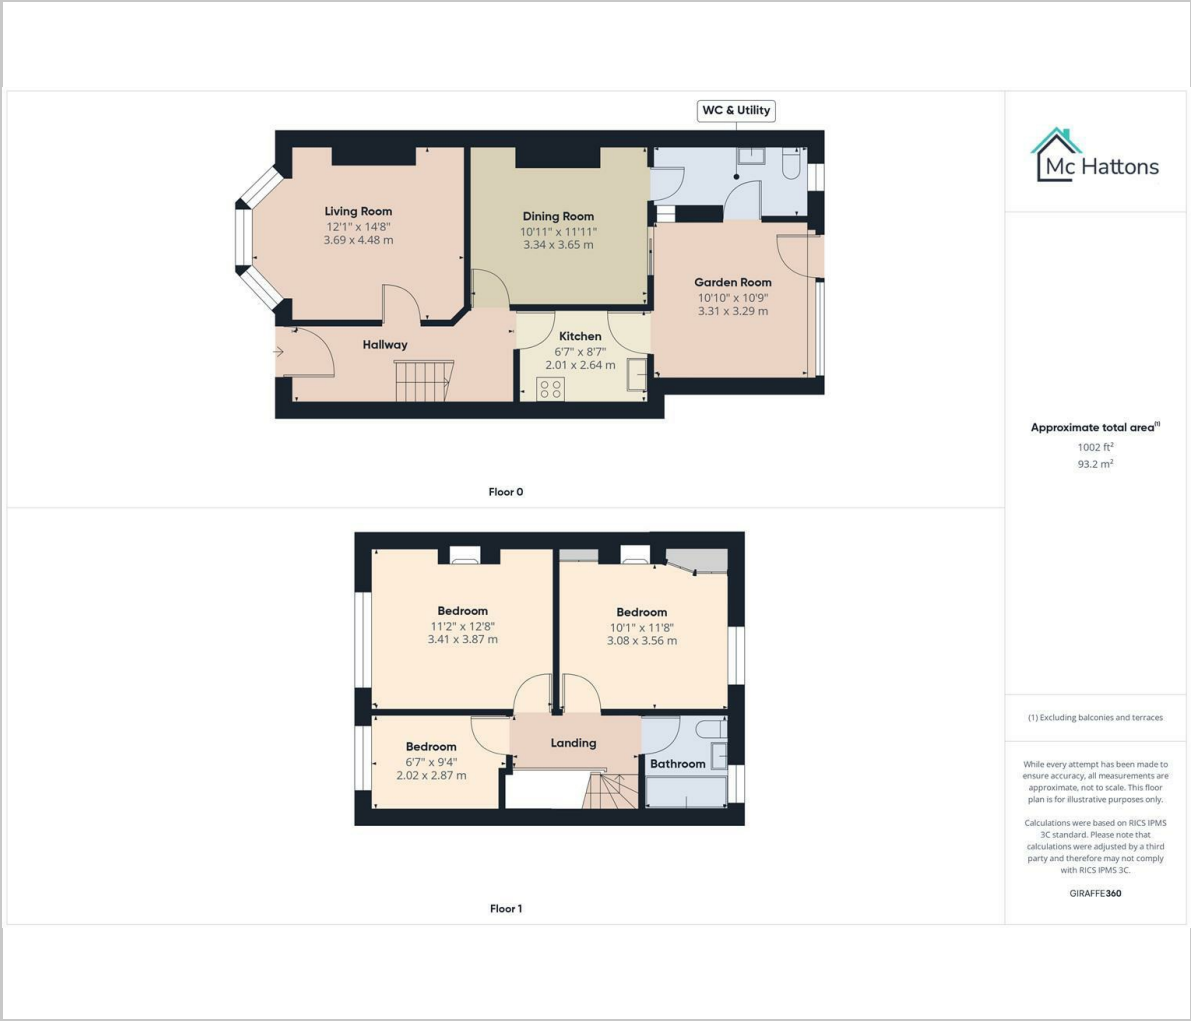 WC & Utility
Living Room
12'1" x 14'8"
3.69 x 4.48 m
Dining Room
10'11" x 11'11"
3.34 x 3.65 m
Garden Room
10'10" x 10'9"
3.31 x 3.29 m
Hallway
Kitchen
6'7" x 8'7"
2.01 x 2.64 m
Floor 0
Bedroom
11'2" x 12'8"
3.41 x 3.87 m
Bedroom
10'1" x 11'8"
3.08 x 3.56 m
Bedroom
6'7" x 9'4"
2.02 x 2.87 m
Landing
Bathroom
Floor 1
Mc Hattons
Approximate total area(1)
1002 ft²
93.2 m²
(1) Excluding balconies and terraces
While every attempt has been made to
ensure accuracy, all measurements are
approximate, not to scale. This floor
plan is for illustrative purposes only.
Calculations were based on RICS IPMS
3C standard. Please note that
calculations were adjusted by a third
party and therefore may not comply
with RICS IPMS 3C.
GIRAFFE360